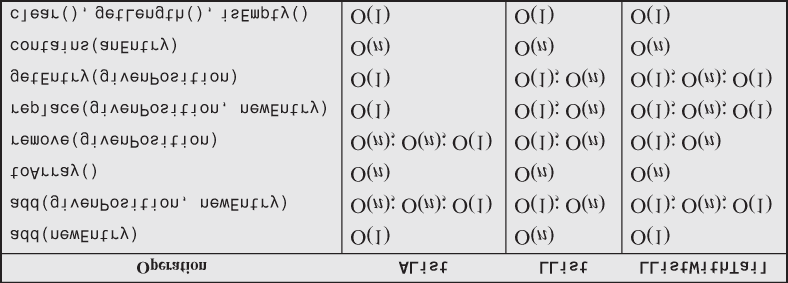 Operation AList LList LListWithTail
add(newEntry) O(1) O(n) O(1)
add(givenPosition, newEntry) O(n); O(n); O(1) O(1); O(n) O(1); O(n); O(1)
toArray() O(n) O(n) O(n)
remove(givenPosition) O(n); O(n); O(1) O(1); O(n) O(1); O(n)
replace(givenPosition, newEntry) O(1) O(1); O(n) O(1); O(n); O(1)
getEntry(givenPosition) O(1) O(1); O(n) O(1); O(n); O(1)
contains(anEntry) O(n) O(n) O(n)
clear(), getLength(), isEmpty() O(1) O(1) O(1)